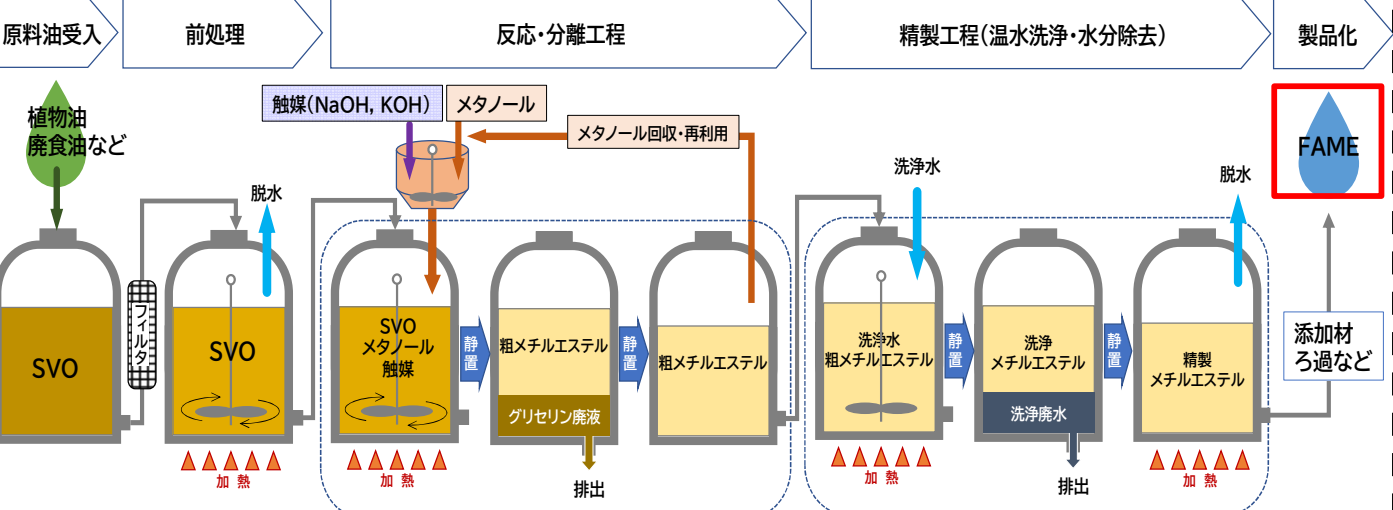 原料油受入
前処理
反応・分離工程
精製工程(温水洗浄・水分除去)
製品化
植物油
廃食油など
触媒(NaOH, KOH)
メタノール
メタノール回収・再利用
脱水
洗浄水
脱水
FAME
SVO
フィルター
SVO
加 熱
SVO
メタノール
触媒
加 熱
静置
粗メチルエステル
グリセリン廃液
排出
静置
粗メチルエステル
洗浄水
粗メチルエステル
加 熱
静置
洗浄
メチルエステル
洗浄廃水
排出
静置
精製
メチルエステル
加 熱
添加材
ろ過など